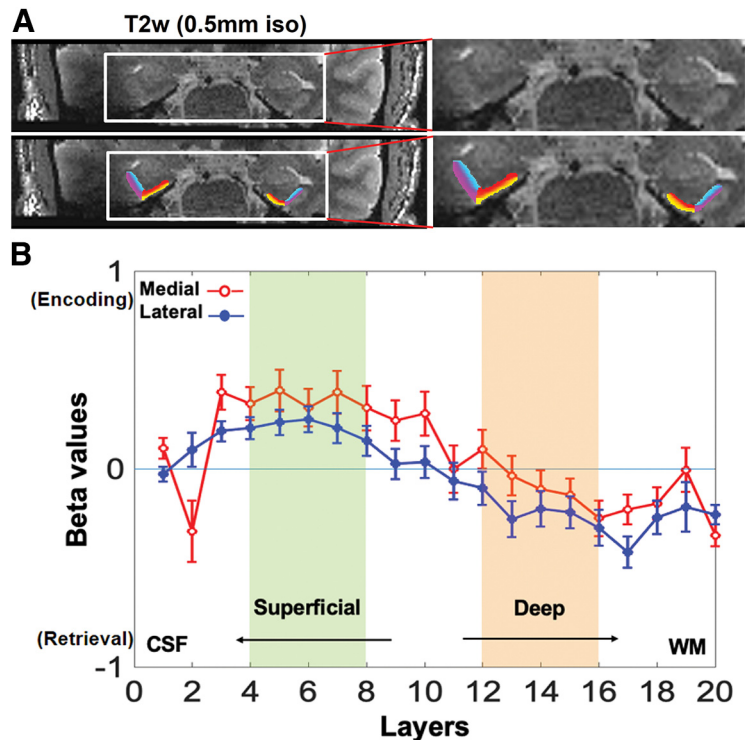 A
T2w (0.5mm iso)
B
1
(Encoding)
Medial
Lateral
Beta values
0
Superficial
Deep
(Retrieval)
CSF
WM
-1
0 2 4 6 8 10 12 14 16 18 20
Layers